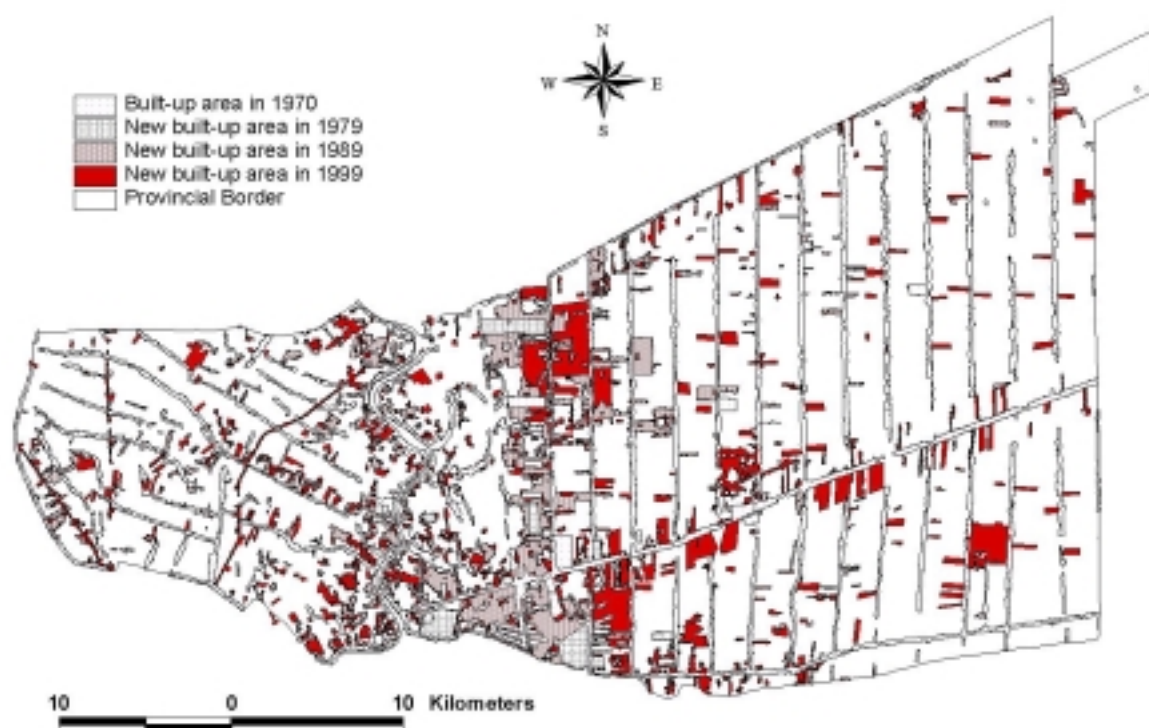 N
W E
S
Built-up area in 1970
New built-up area in 1979
New built-up area in 1989
New built-up area in 1999
Provincial Border
10 0 10 Kilometers